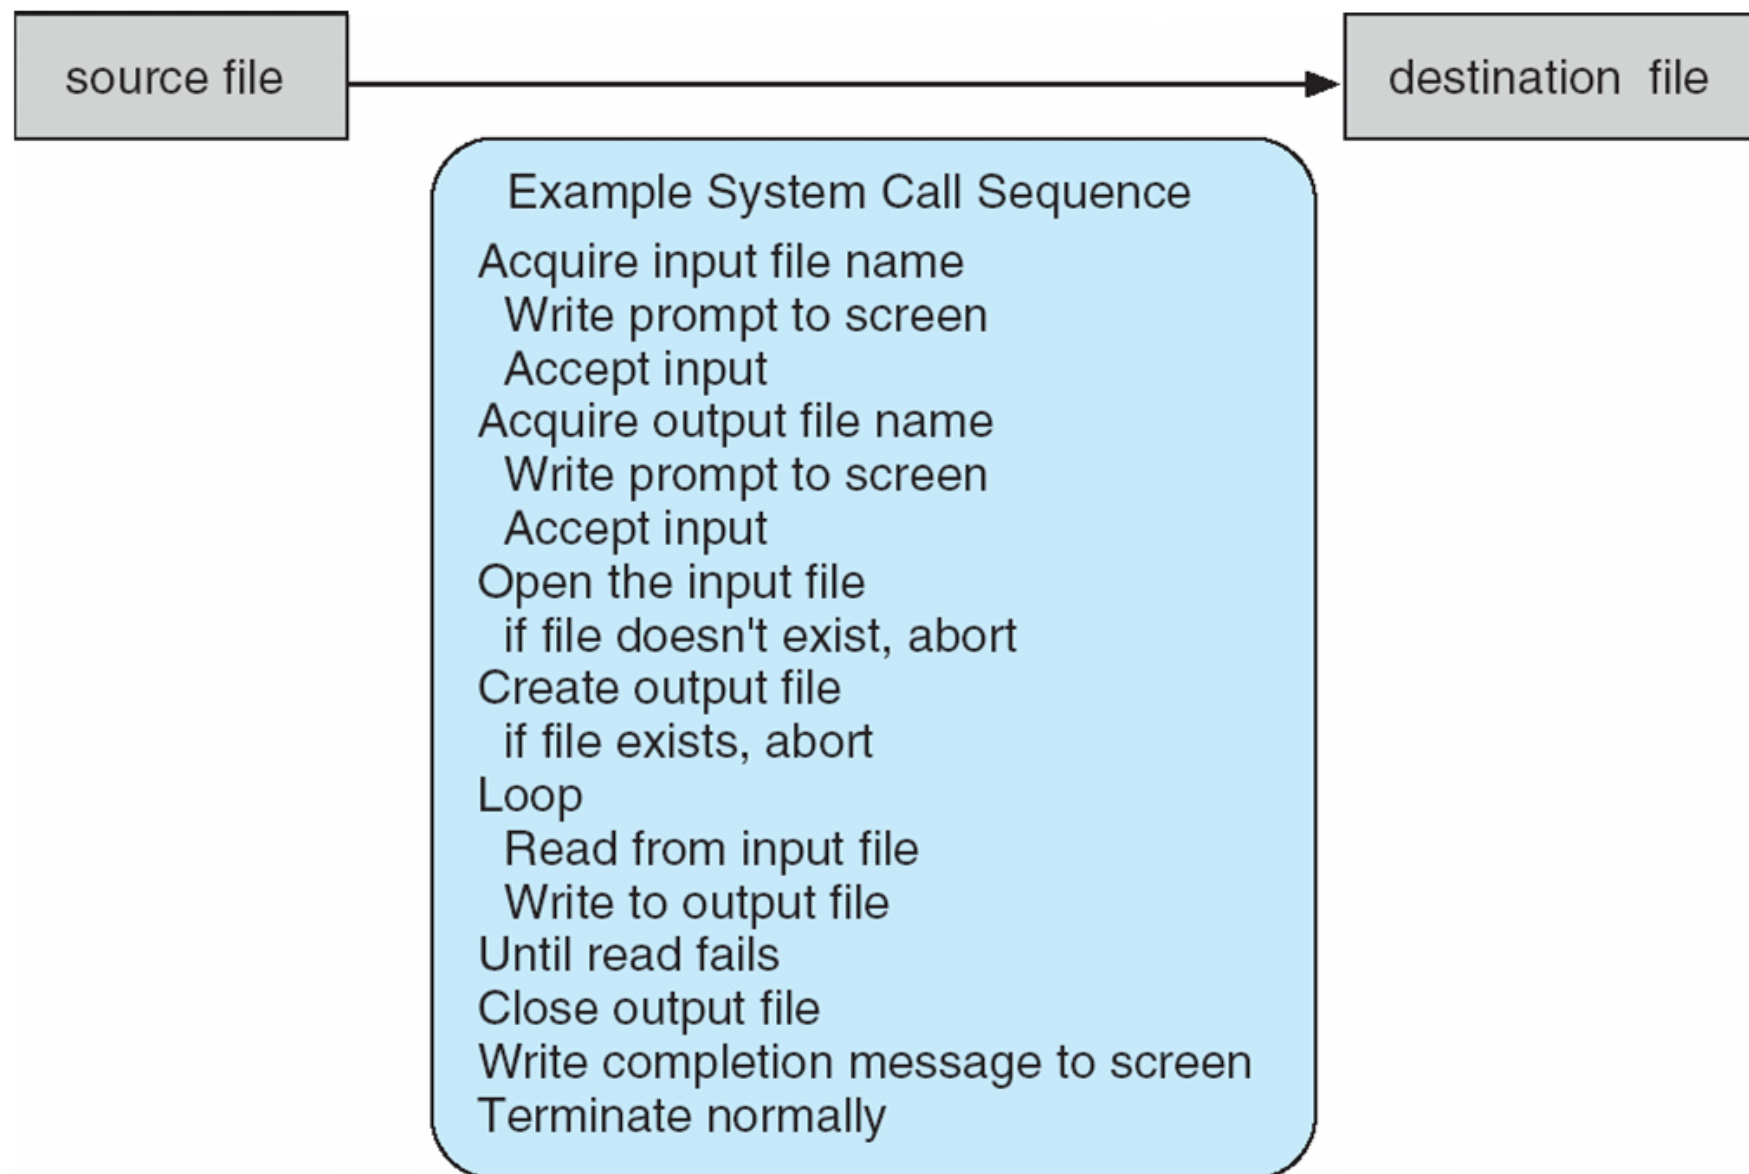 source file
destination file
Example System Call Sequence
Acquire input file name
Write prompt to screen
Accept input
Acquire output file name
Write prompt to screen
Accept input
Open the input file
if file doesn't exist, abort
Create output file
if file exists, abort
Loop
Read from input file
Write to output file
Until read fails
Close output file
Write completion message to screen
Terminate normally